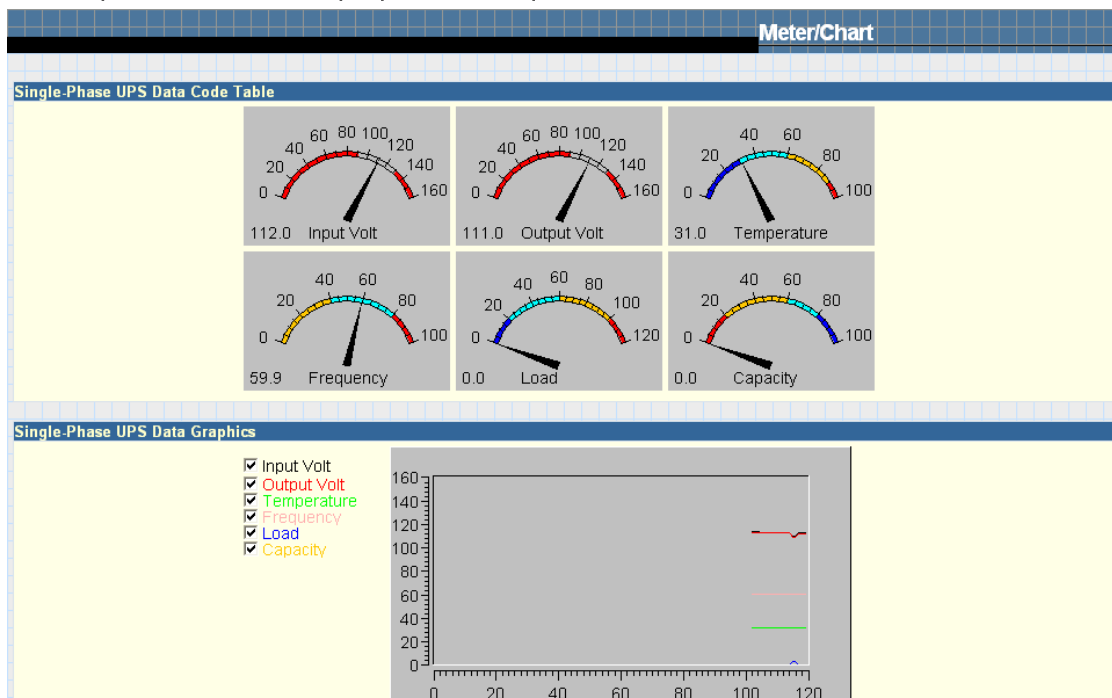 Meter/Chart
Single-Phase UPS Data Code Table
0 20 40 60 80 100 120 140 160
112.0 Input Volt
0 20 40 60 80 100 120 140 160
111.0 Output Volt
0 20 40 60 80 100
31.0 Temperature
0 20 40 60 80 100
59.9 Frequency
0 20 40 60 80 100 120
0.0 Load
0 20 40 60 80 100
0.0 Capacity
Single-Phase UPS Data Graphics
Input Volt
Output Volt
Temperature
Frequency
Load
Capacity
160
140
120
100
80
60
40
20
0
0 20 40 60 80 100 120